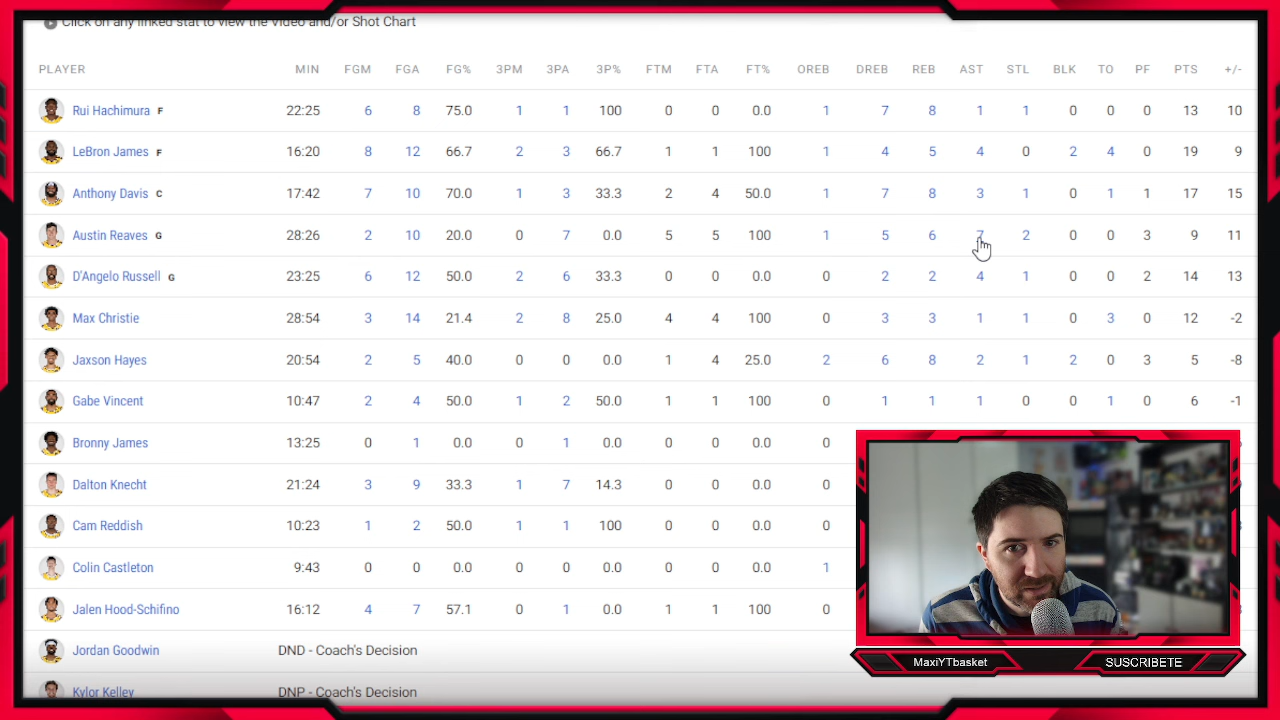 Click on any linked stat to view the Video and/or Shot Chart
PLAYER MIN FGM FGA FG% 3PM 3PA 3P% FTM FTA FT% OREB DREB REB AST STL BLK TO PF PTS +/-
Rui Hachimura F 22:25 6 8 75.0 1 1 100 0 0 0.0 1 7 8 1 1 0 0 0 13 10
LeBron James F 16:20 8 12 66.7 2 3 66.7 1 1 100 1 4 5 4 0 2 4 0 19 9
Anthony Davis C 17:42 7 10 70.0 1 3 33.3 2 4 50.0 1 7 8 3 1 0 1 1 17 15
Austin Reaves G 28:26 2 10 20.0 0 7 0.0 5 5 100 1 5 6 7 2 0 0 3 9 11
D'Angelo Russell G 23:25 6 12 50.0 2 6 33.3 0 0 0.0 0 2 2 4 1 0 0 2 14 13
Max Christie 28:54 3 14 21.4 2 8 25.0 4 4 100 0 3 3 1 1 0 3 0 12 -2
Jaxson Hayes 20:54 2 5 40.0 0 0 0.0 1 4 25.0 2 6 8 2 1 2 0 3 5 -8
Gabe Vincent 10:47 2 4 50.0 1 2 50.0 1 1 100 0 1 1 1 0 0 1 0 6 -1
Bronny James 13:25 0 1 0.0 0 1 0.0 0 0 0.0 0
Dalton Knecht 21:24 3 9 33.3 1 7 14.3 0 0 0.0 0
Cam Reddish 10:23 1 2 50.0 1 1 100 0 0 0.0 0
Colin Castleton 9:43 0 0 0.0 0 0 0.0 0 0 0.0 1
Jalen Hood-Schifino 16:12 4 7 57.1 0 1 0.0 1 1 100 0
Jordan Goodwin DND - Coach's Decision
Kylor Kelley DNP - Coach's Decision
MaxiYTbasket
SUSCRIBETE